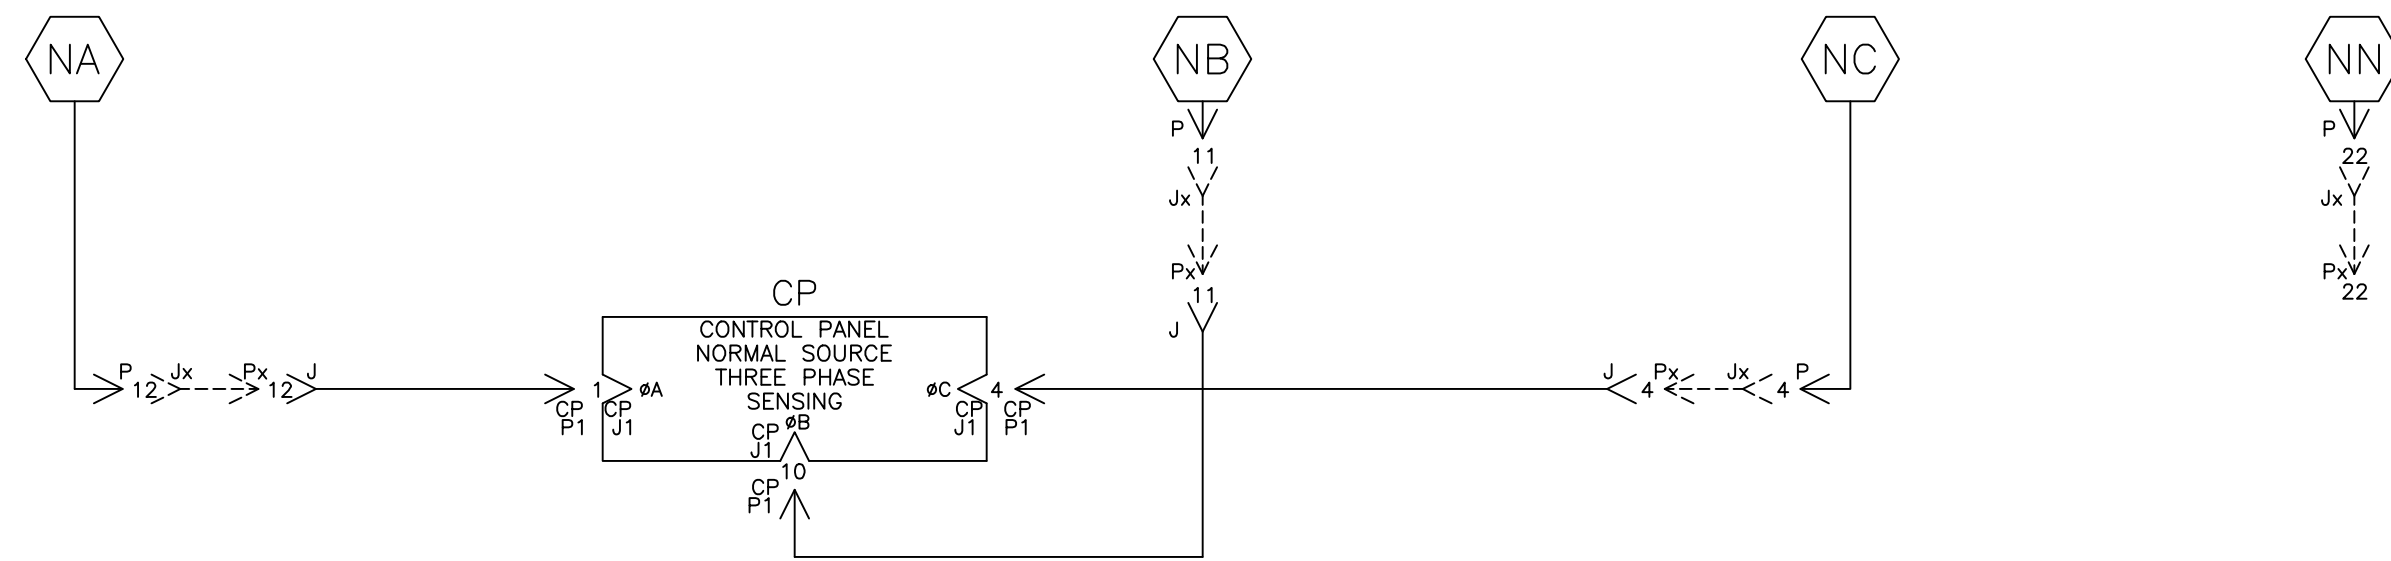 NA
NB
NC
NN
P
P
11
22
Jx
Jx
Px
Px
11
22
CP
J
CONTROL PANEL
NORMAL SOURCE
THREE PHASE
SENSING
P 12 Jx Px 12 J
1 øA
øC 4
J 4 Px Jx 4 P
CP CP
P1 J1
CP CP
J1 P1
øB
CP
J1
10
CP
P1